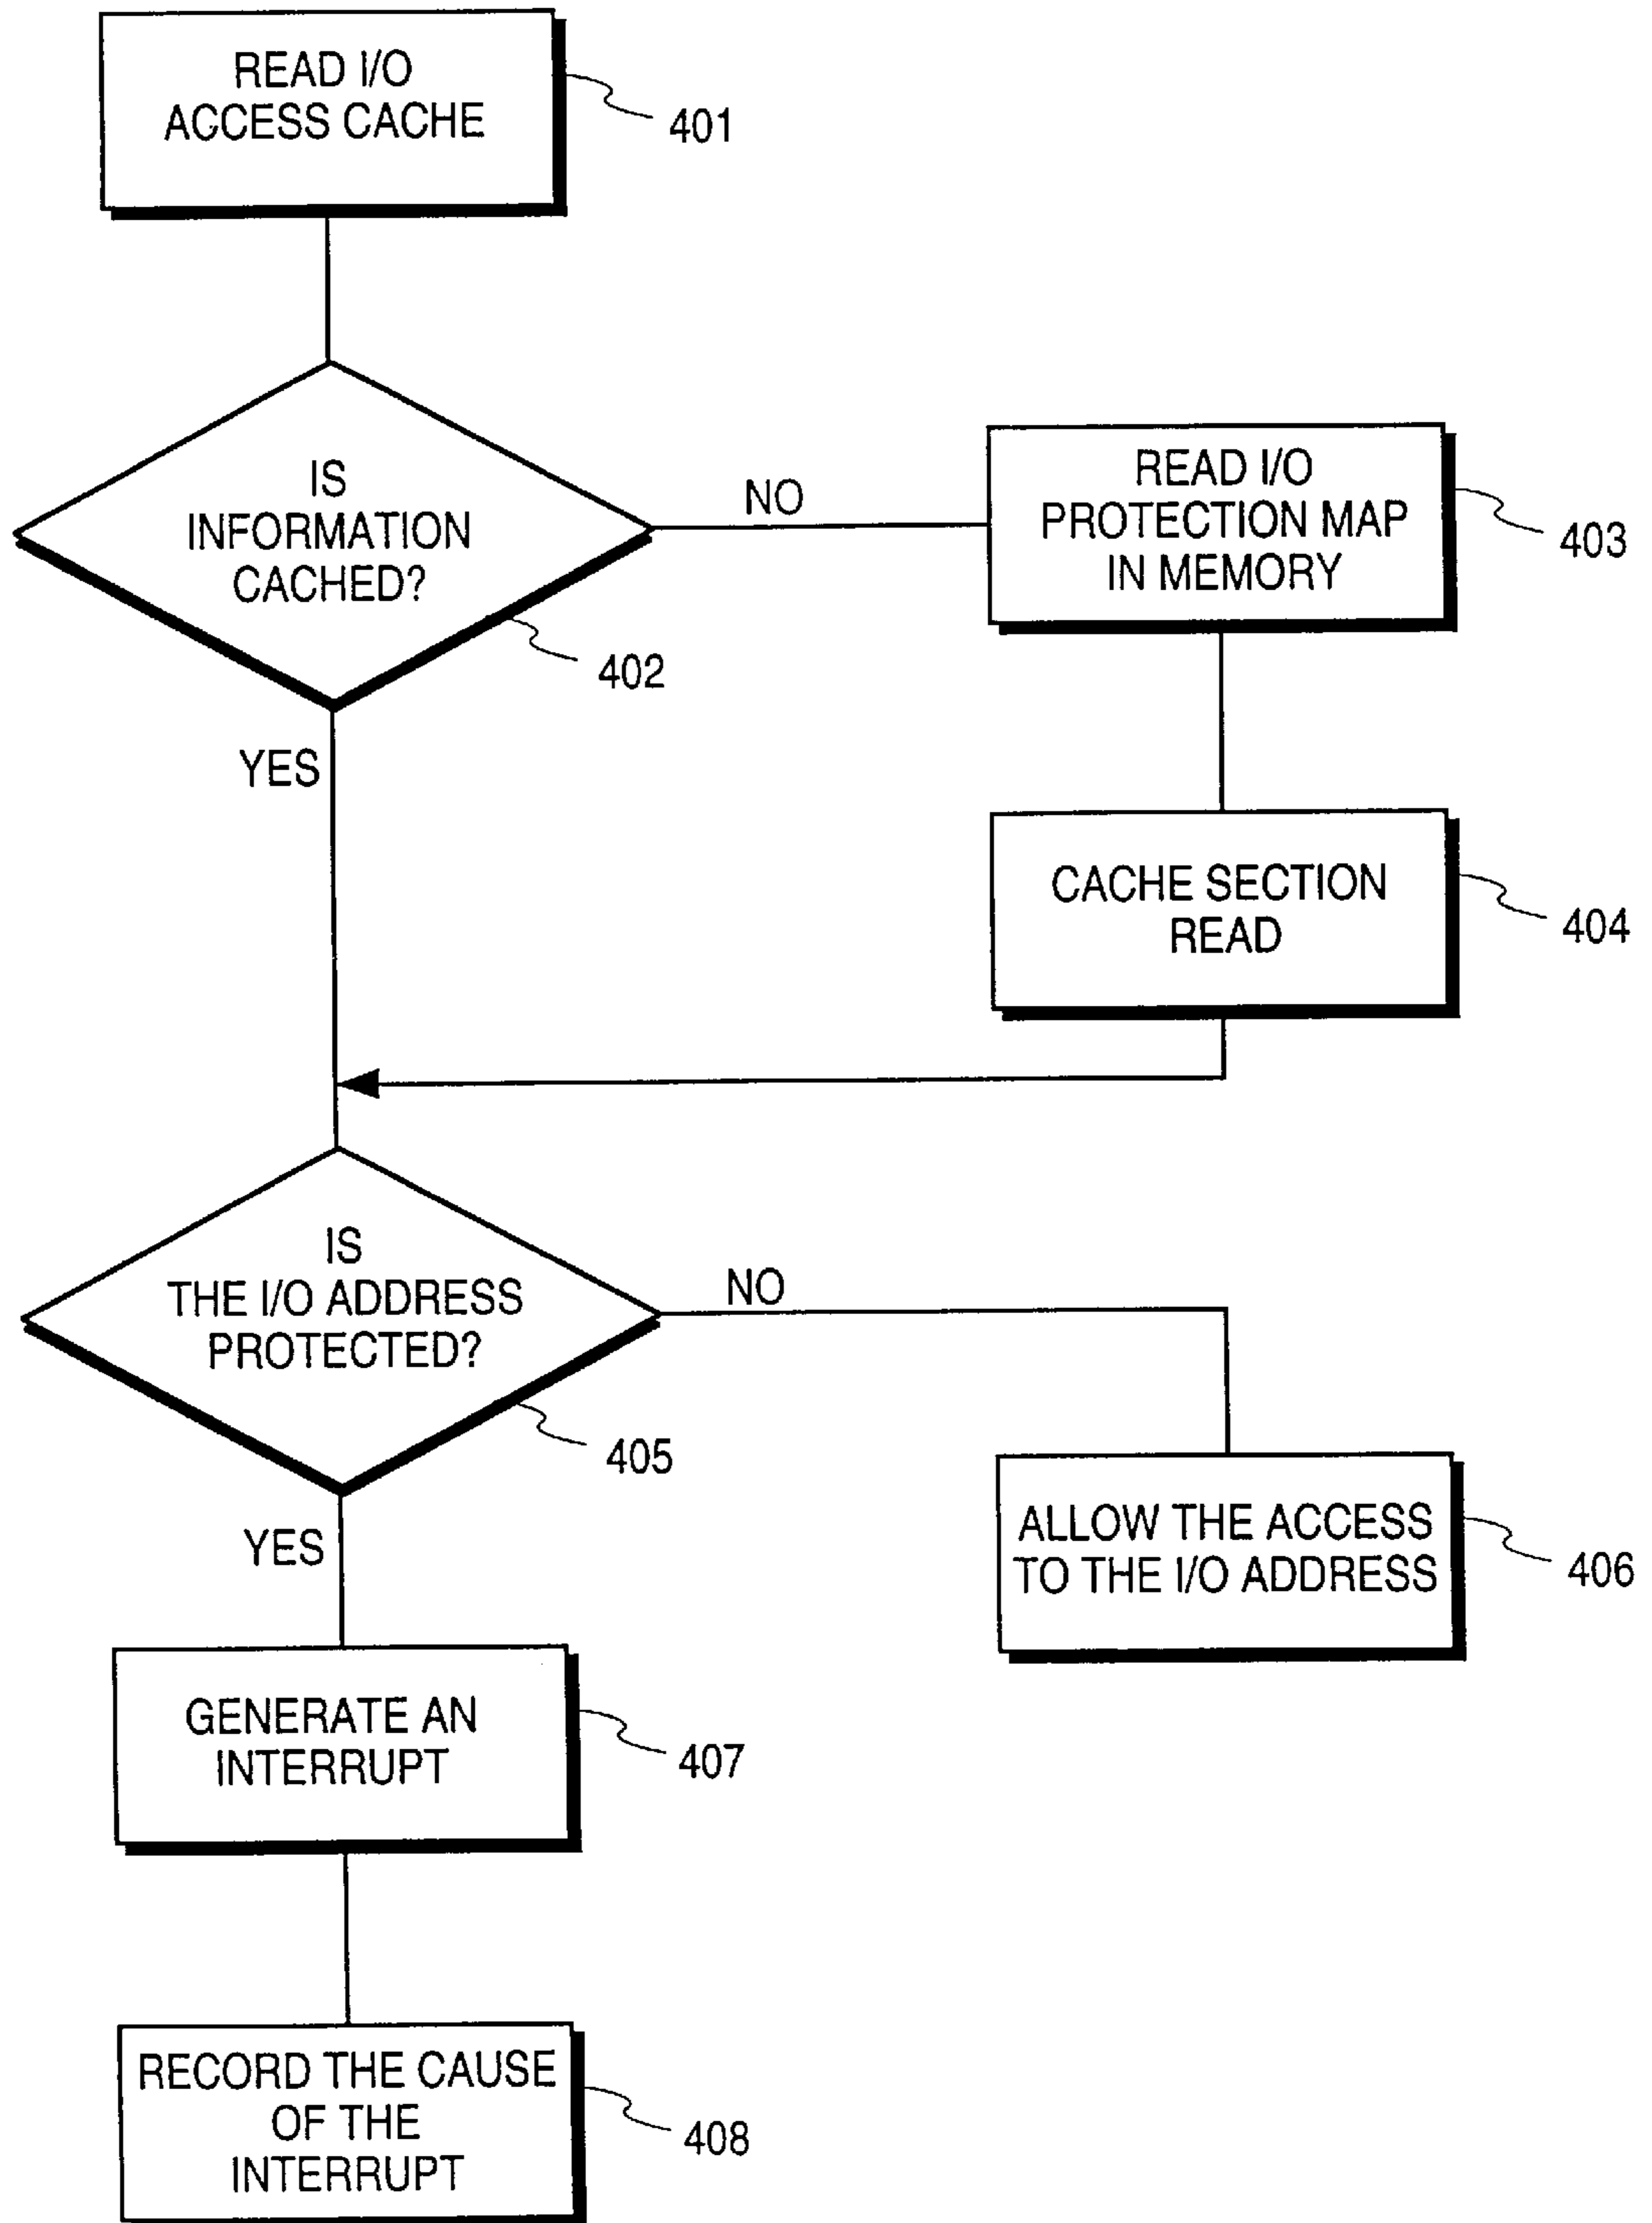 READ I/O
ACCESS CACHE
401
IS
INFORMATION
CACHED?
402
NO
READ I/O
PROTECTION MAP
IN MEMORY
403
YES
CACHE SECTION
READ
404
IS
THE I/O ADDRESS
PROTECTED?
405
NO
ALLOW THE ACCESS
TO THE I/O ADDRESS
406
YES
GENERATE AN
INTERRUPT
407
RECORD THE CAUSE
OF THE
INTERRUPT
408